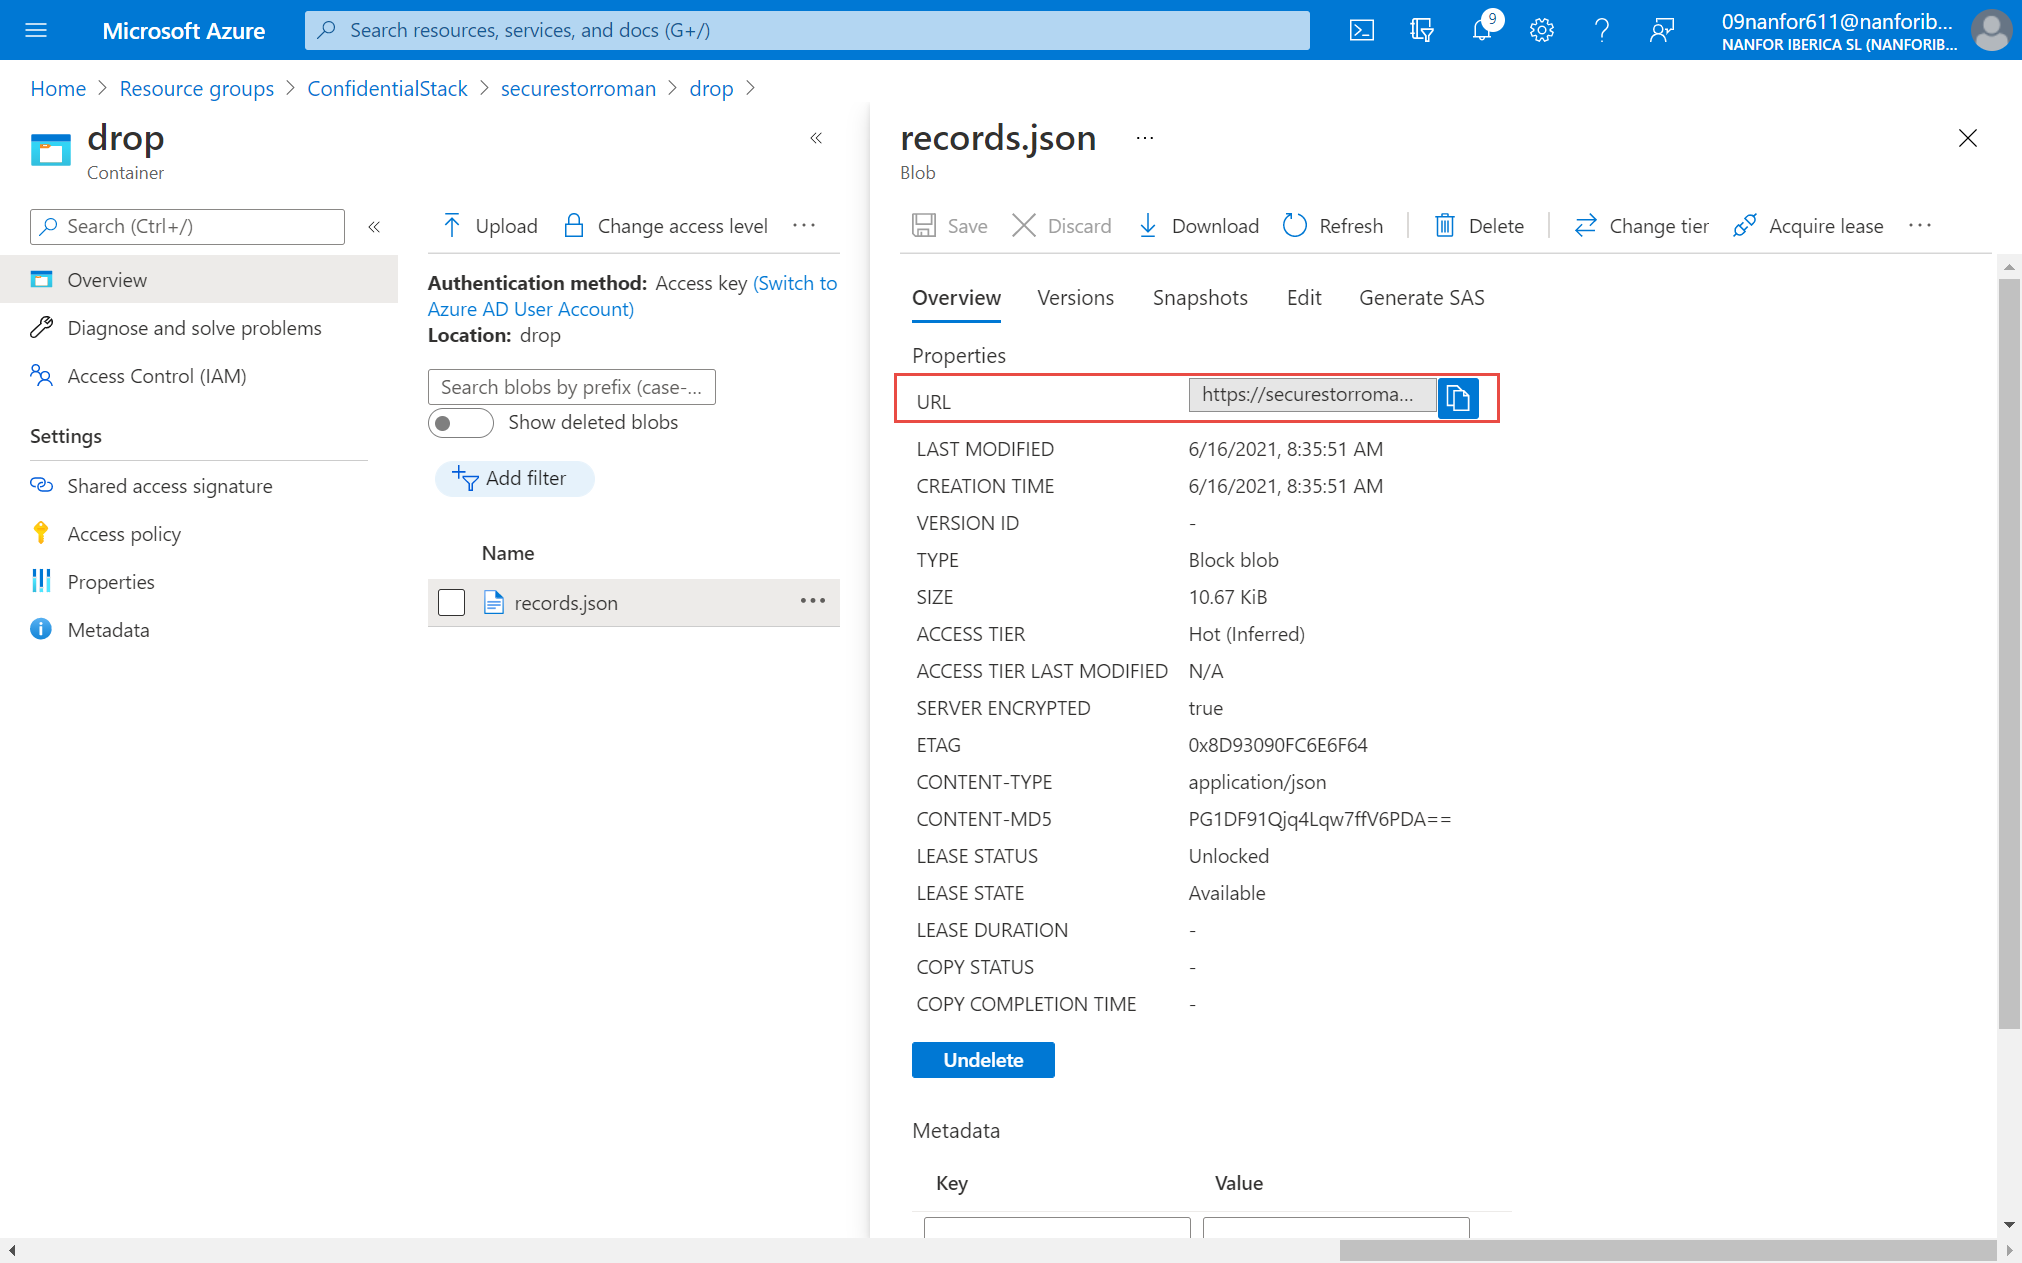 Microsoft Azure
Search resources, services, and docs (G+/)
9
09nanfor611@nanforib...
NANFOR IBERICA SL (NANFORIB...
Home > Resource groups > ConfidentialStack > securestorroman > drop >
drop
Container
«
Search (Ctrl+/)
«
Overview
Diagnose and solve problems
Access Control (IAM)
Settings
Shared access signature
Access policy
Properties
Metadata
Upload Change access level ...
Authentication method: Access key (Switch to
Azure AD User Account)
Location: drop
Search blobs by prefix (case-...
Show deleted blobs
Add filter
Name
records.json ...
records.json ...
Blob
Save Discard Download Refresh Delete Change tier Acquire lease ...
Overview Versions Snapshots Edit Generate SAS
Properties
URL https://securestorroma...
LAST MODIFIED 6/16/2021, 8:35:51 AM
CREATION TIME 6/16/2021, 8:35:51 AM
VERSION ID -
TYPE Block blob
SIZE 10.67 KiB
ACCESS TIER Hot (Inferred)
ACCESS TIER LAST MODIFIED N/A
SERVER ENCRYPTED true
ETAG 0x8D93090FC6E6F64
CONTENT-TYPE application/json
CONTENT-MD5 PG1DF91Qjq4Lqw7ffV6PDA==
LEASE STATUS Unlocked
LEASE STATE Available
LEASE DURATION -
COPY STATUS -
COPY COMPLETION TIME -
Undelete
Metadata
Key Value